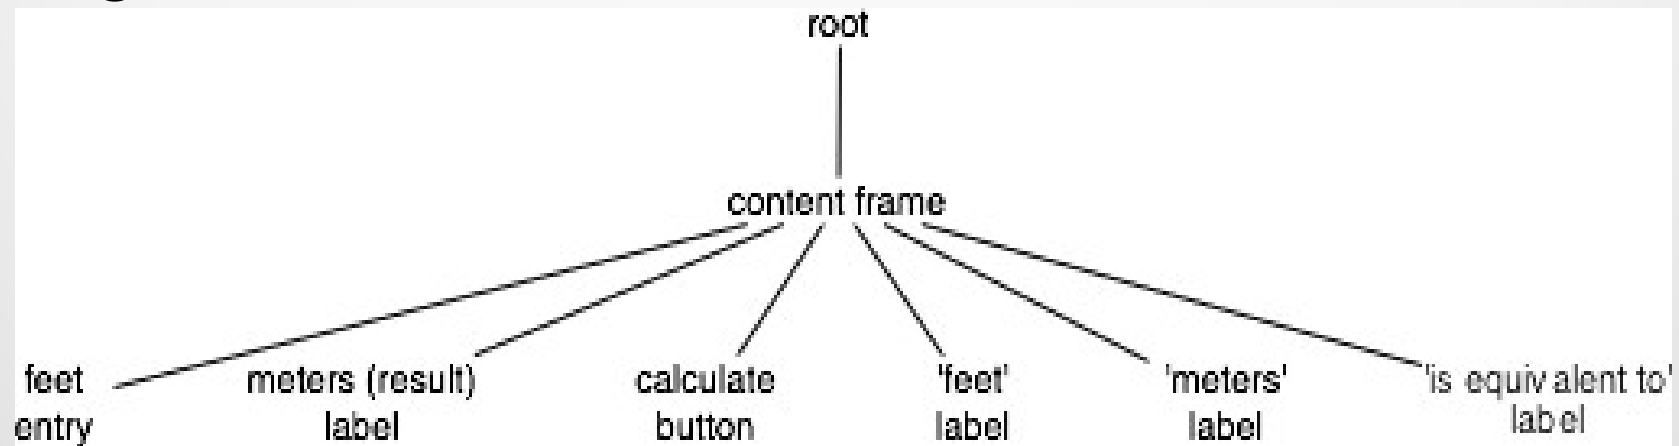 root
content frame
feet entry
meters (result) label
calculate button
'feet' label
'meters' label
'is equivalent to' label